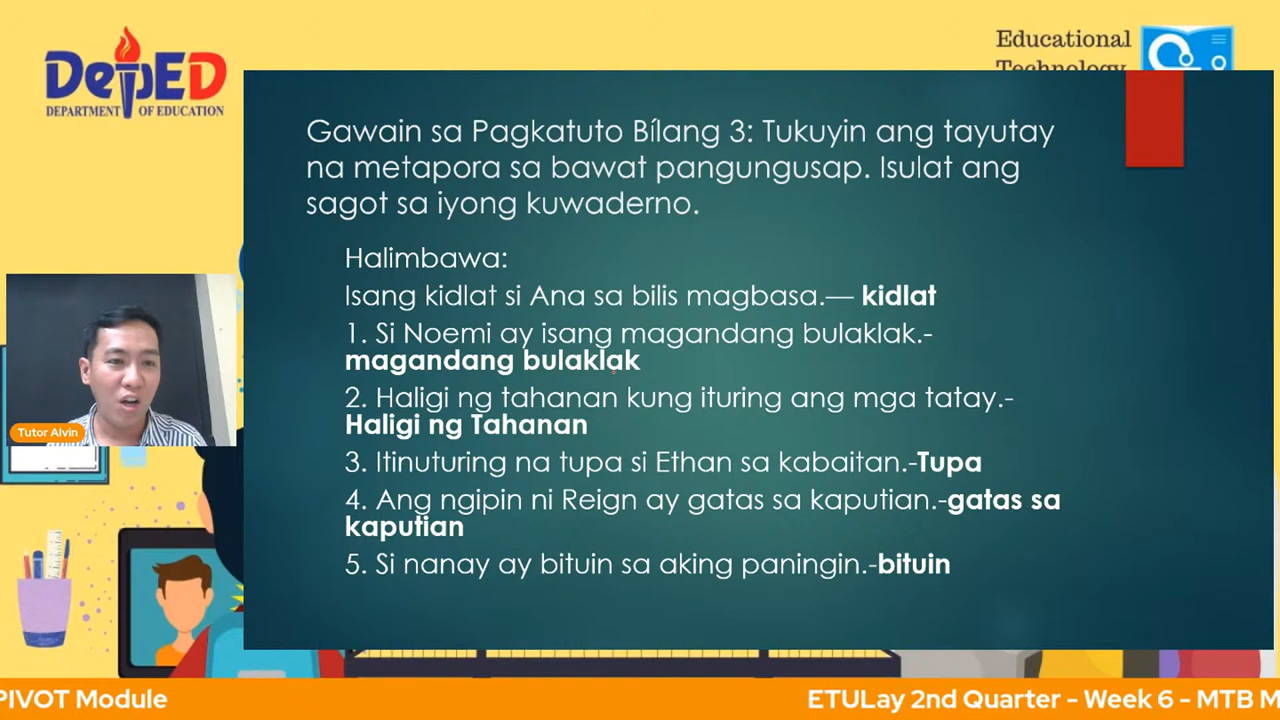 DepED
DEPARTMENT OF EDUCATION
Educational
Technology
Gawain sa Pagkatuto Bílang 3: Tukuyin ang tayutay
na metapora sa bawat pangungusap. Isulat ang
sagot sa iyong kuwaderno.
Halimbawa:
Isang kidlat si Ana sa bilis magbasa.— kidlat
1. Si Noemi ay isang magandang bulaklak.-
magandang bulaklak
2. Haligi ng tahanan kung ituring ang mga tatay.-
Haligi ng Tahanan
3. Itinuturing na tupa si Ethan sa kabaitan.-Tupa
4. Ang ngipin ni Reign ay gatas sa kaputian.-gatas sa
kaputian
5. Si nanay ay bituin sa aking paningin.-bituin
Tutor Alvin
PIVOT Module
ETULay 2nd Quarter - Week 6 - MTB M